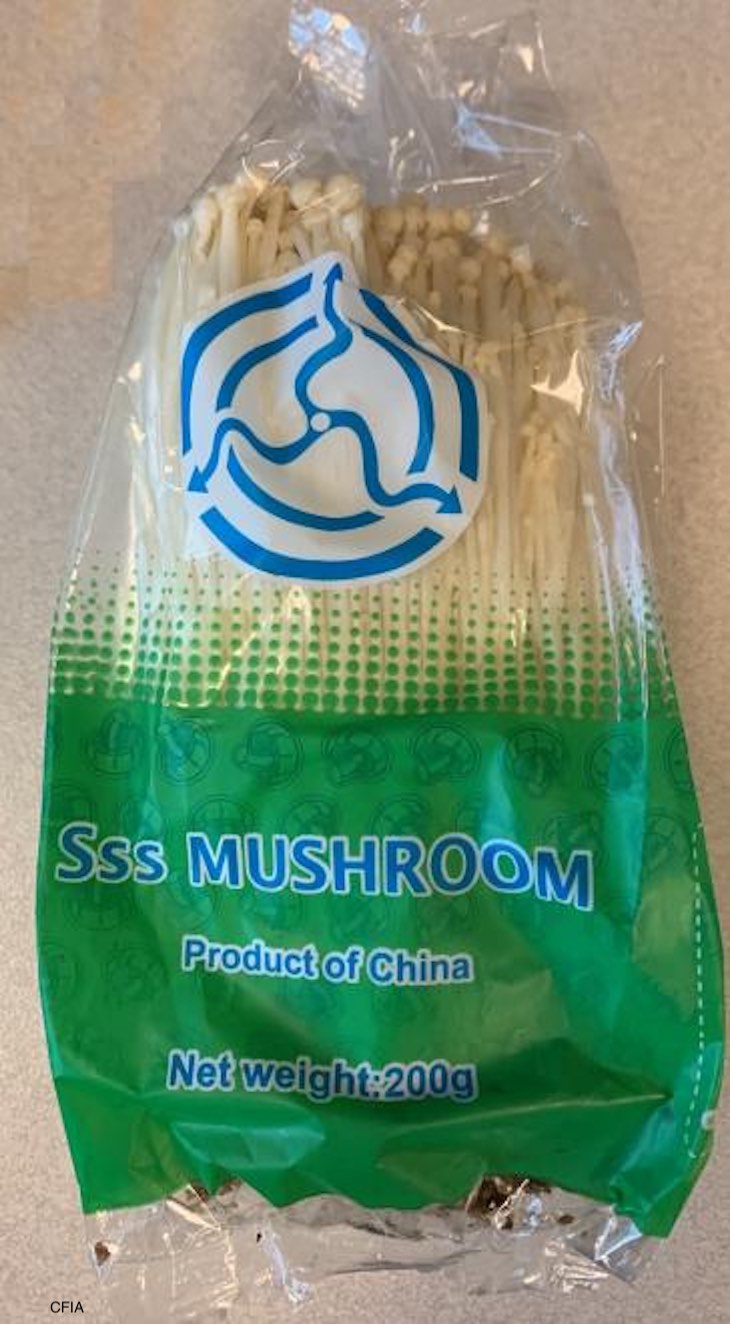 Sss MUSHROOM
Product of China
Net weight:200g
CFIA